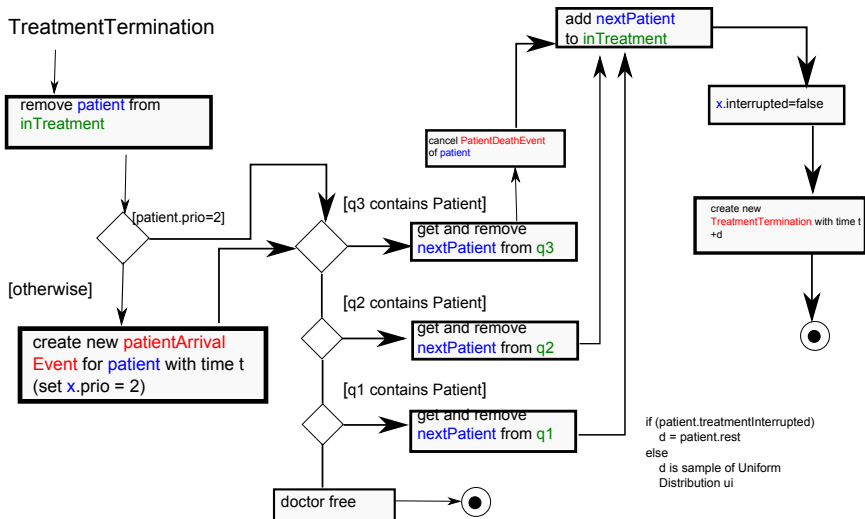 TreatmentTermination
remove patient from
inTreatment
[patient.prio=2]
[otherwise]
create new patientArrival
Event for patient with time t
(set x.prio = 2)
[q3 contains Patient]
get and remove
nextPatient from q3
cancel PatientDeathEvent
of patient
[q2 contains Patient]
get and remove
nextPatient from q2
[q1 contains Patient]
get and remove
nextPatient from q1
doctor free
add nextPatient
to inTreatment
x.interrupted=false
create new
TreatmentTermination with time t
+d
if (patient.treatmentInterrupted)
d = patient.rest
else
d is sample of Uniform
Distribution ui